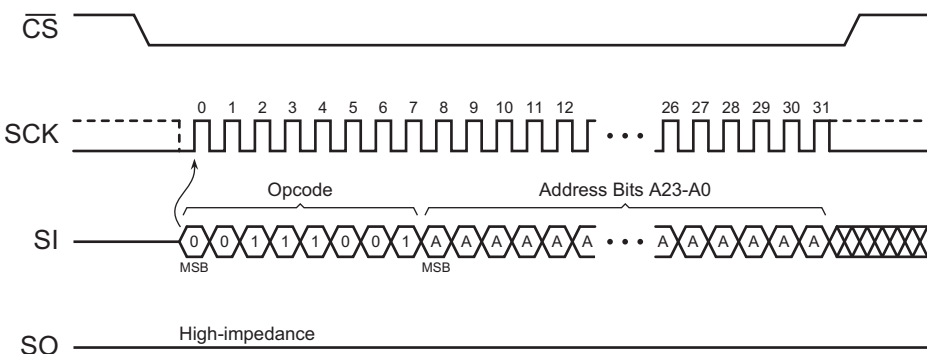 CS
SCK
0 1 2 3 4 5 6 7 8 9 10 11 12 26 27 28 29 30 31
Opcode Address Bits A23-A0
SI
0 0 1 1 1 0 0 1 A A A A A A A A A A A A
MSB MSB
SO
High-impedance